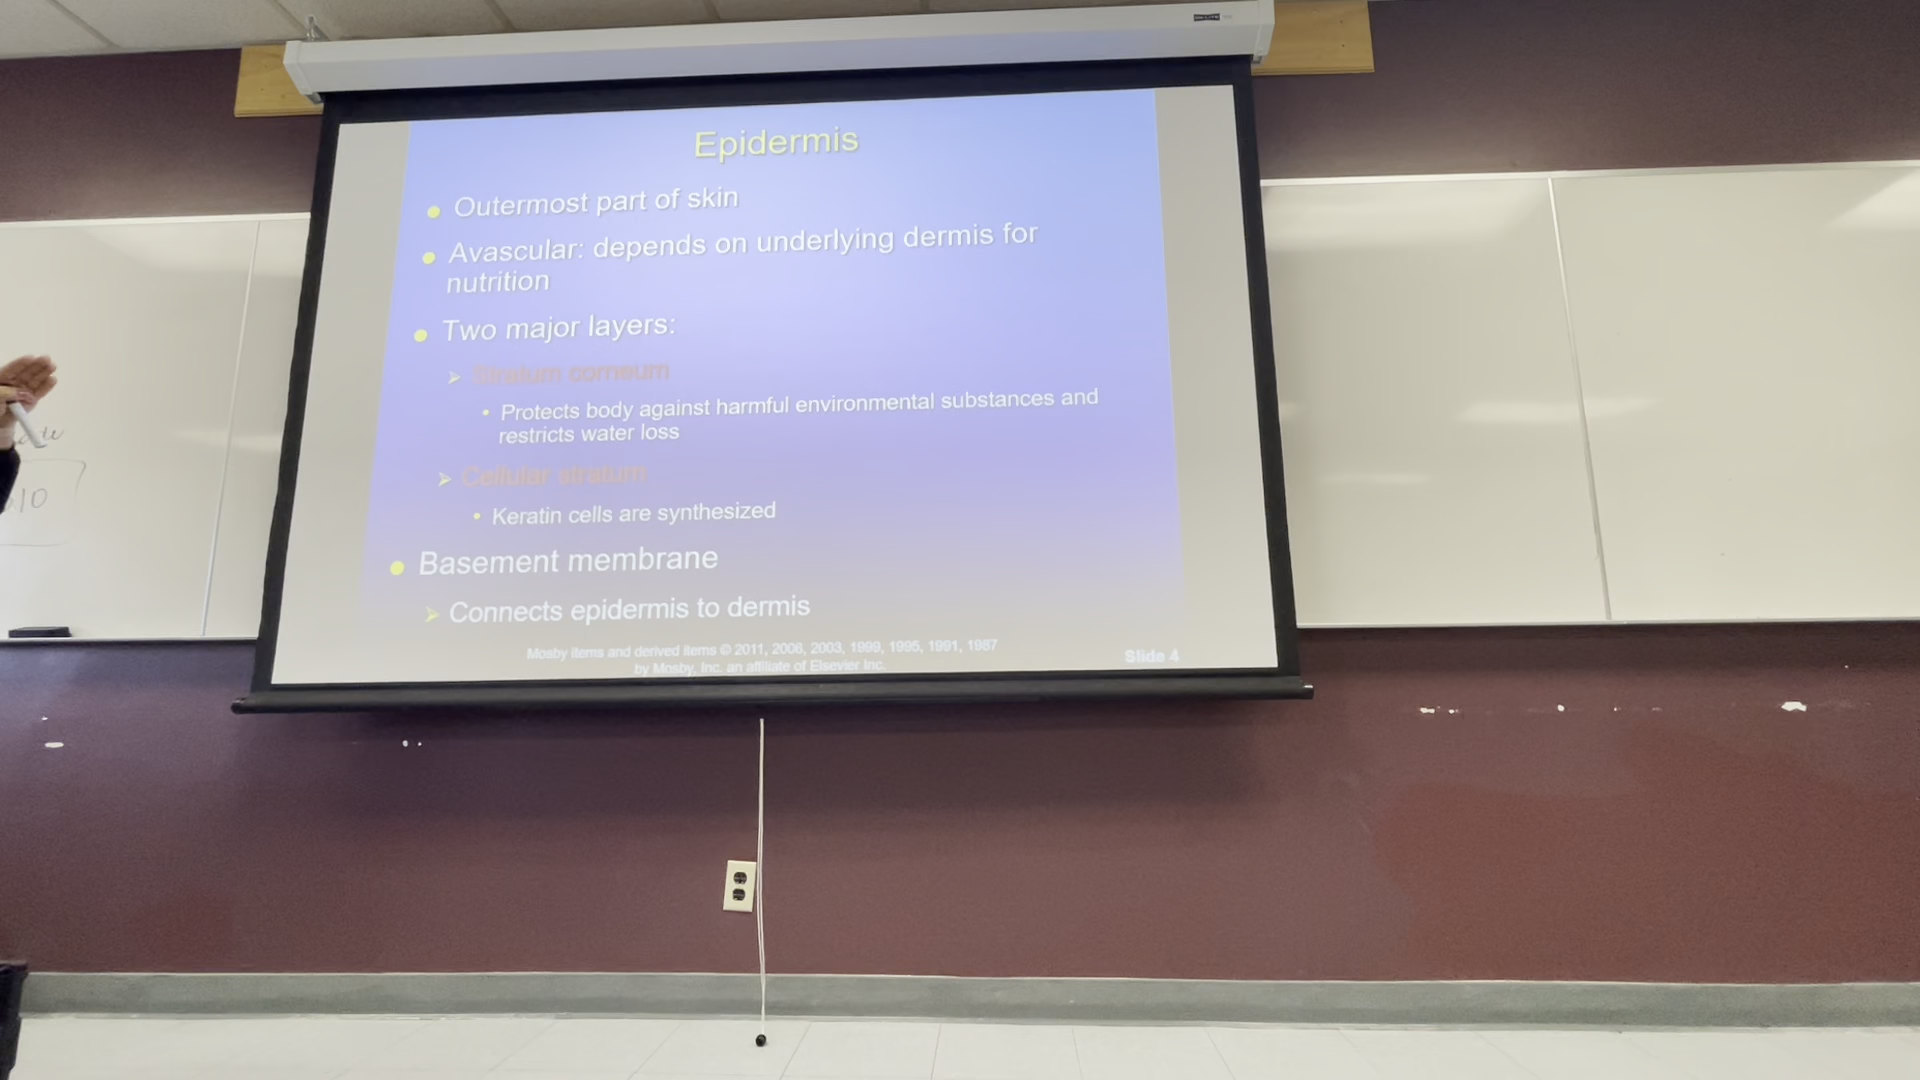 Epidermis
Outermost part of skin
Avascular: depends on underlying dermis for
nutrition
Two major layers:
Stratum corneum
Protects body against harmful environmental substances and
restricts water loss
Cellular stratum
Keratin cells are synthesized
Basement membrane
Connects epidermis to dermis
Mosby items and derived items © 2011, 2006, 2003, 1999, 1995, 1991, 1987
by Mosby, Inc. an affiliate of Elsevier Inc.
Slide 4
10